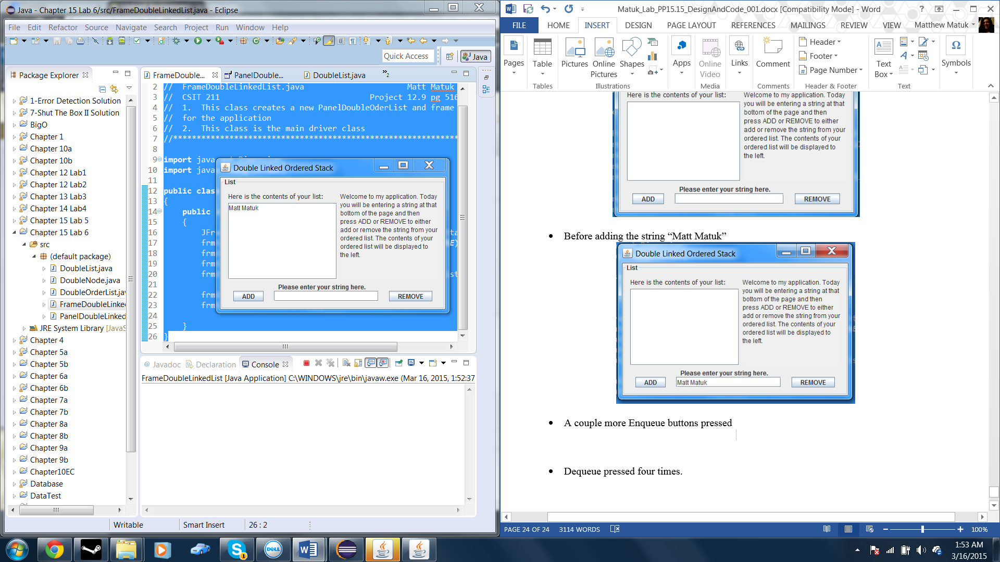 Java - Chapter 15 Lab 6/src/FrameDoubleLinkedList.java - Eclipse
File Edit Refactor Source Navigate Search Project Run Window Help
Quick Access
Java
Package Explorer
1-Error Detection Solution
7-Shut The Box II Solution
BigO
Chapter 1
Chapter 10a
Chapter 10b
Chapter 12 Lab1
Chapter 12 Lab2
Chapter 13 Lab3
Chapter 14 Lab4
Chapter 15 Lab 5
Chapter 15 Lab 6
src
(default package)
DoubleList.java
DoubleNode.java
DoubleOrderList.jav
FrameDoubleLinke
PanelDoubleLinked
JRE System Library [JavaS
Chapter 4
Chapter 5a
Chapter 5b
Chapter 6a
Chapter 6b
Chapter 7a
Chapter 7b
Chapter 8a
Chapter 8b
Chapter 9a
Chapter 9b
Chapter10EC
Database
DataTest
FrameDouble... PanelDouble... DoubleList.java »2
2 // FrameDoubleLinkedList.java Matt Matuk
3 // CSIT 211 Project 12.9 pg 516
4 // 1. This class creates a new PanelDoubleOderList and frame
5 // for the application
6 // 2. This class is the main driver class
7 //*************************************************************
8
9 import java
10 import java
11
12 public clas
13 {
14 public
15 {
16 JFr
17 frm
18 frm
19 frm
20 frm
21
22 frm
23 frm
24
25 }
26 }
Double Linked Ordered Stack
List
Here is the contents of your list:
Matt Matuk
Welcome to my application. Today
you will be entering a string at that
bottom of the page and then
press ADD or REMOVE to either
add or remove the string from your
ordered list. The contents of your
ordered list will be displayed to
the left.
Please enter your string here.
ADD REMOVE
Javadoc Declaration Console
FrameDoubleLinkedList [Java Application] C:\WINDOWS\jre\bin\javaw.exe (Mar 16, 2015, 1:52:37
Writable Smart Insert 26 : 2
Matuk_Lab_PP15.15_DesignAndCode_001.docx [Compatibility Mode] - Word
FILE HOME INSERT DESIGN PAGE LAYOUT REFERENCES MAILINGS REVIEW VIEW Matthew Matuk
Pages
Table
Tables
Pictures
Online Pictures
Shapes
Illustrations
Apps
Online Video
Media
Links
Comment
Comments
Header
Footer
Page Number
Header & Footer
Text Box
Text
Symbols
Here is the contents of your list:
Welcome to my application. Today
you will be entering a string at that
bottom of the page and then
press ADD or REMOVE to either
add or remove the string from your
ordered list. The contents of your
ordered list will be displayed to
the left.
Please enter your string here.
ADD REMOVE
• Before adding the string “Matt Matuk”
Double Linked Ordered Stack
List
Here is the contents of your list:
Welcome to my application. Today
you will be entering a string at that
bottom of the page and then
press ADD or REMOVE to either
add or remove the string from your
ordered list. The contents of your
ordered list will be displayed to
the left.
Please enter your string here.
ADD Matt Matuk REMOVE
• A couple more Enqueue buttons pressed
• Dequeue pressed four times.
PAGE 24 OF 24 3114 WORDS 100%
DELL
1:53 AM
3/16/2015